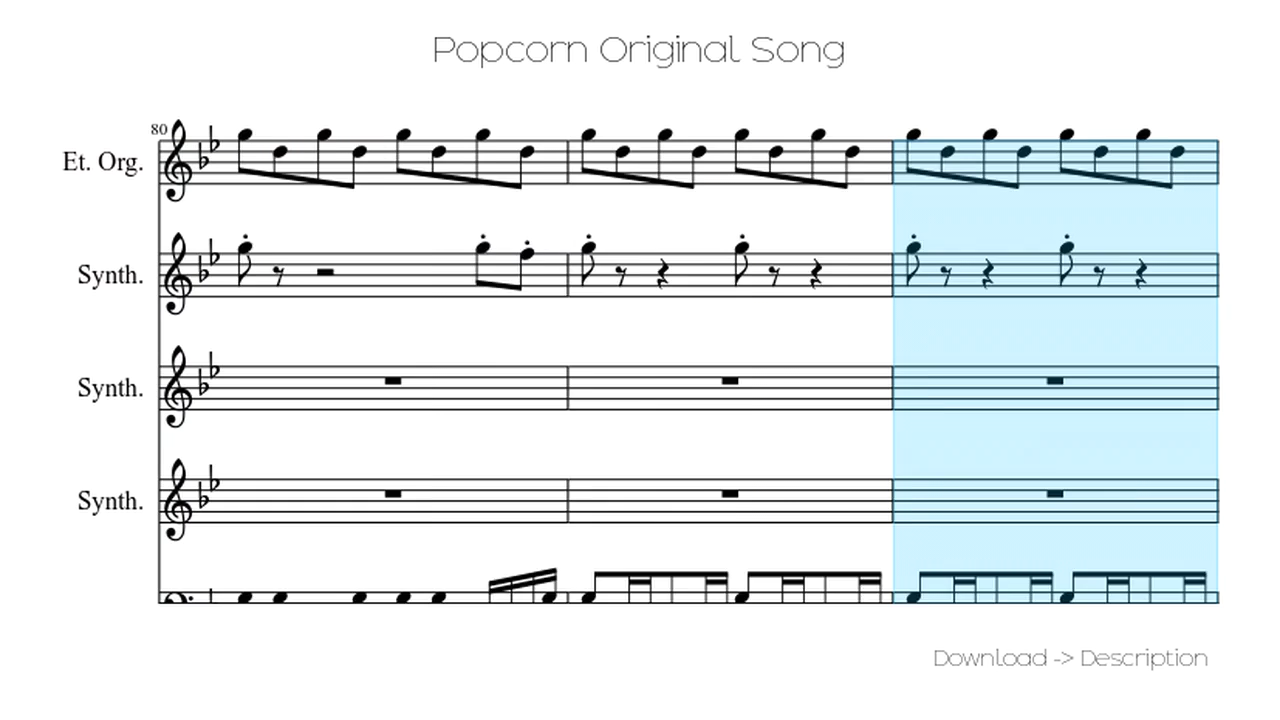 Popcorn Original Song
80
Et. Org.
Synth.
Synth.
Synth.
Download -> Description